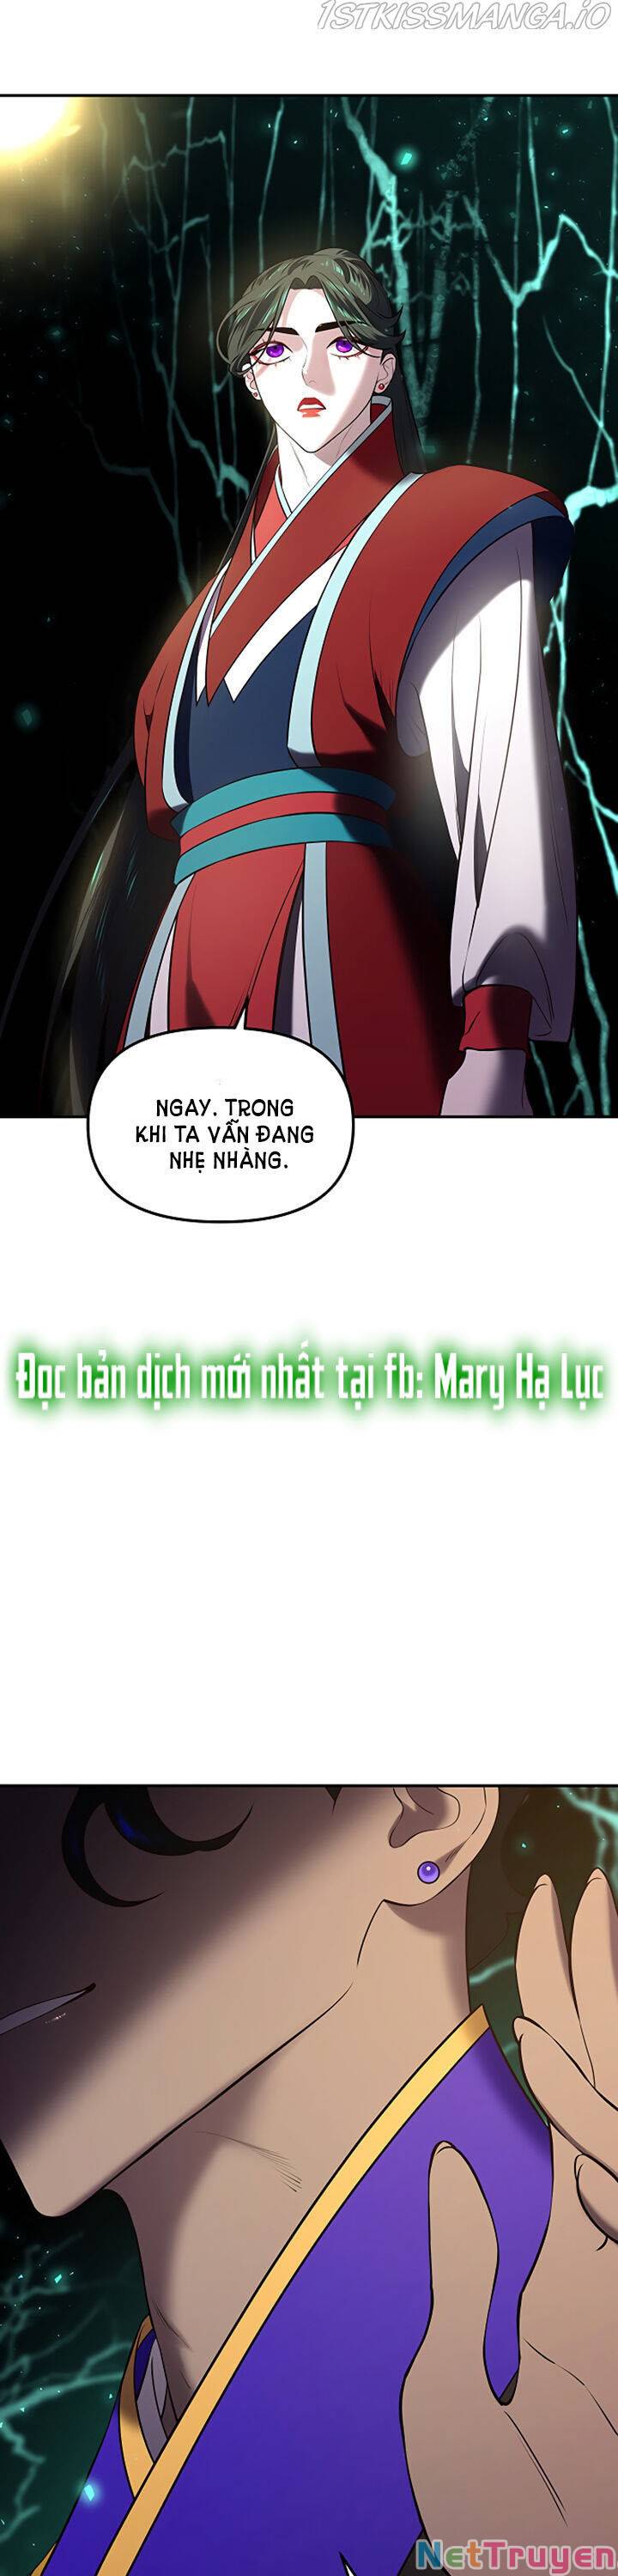 1STKISSMANGA.IO
NGAY. TRONG
KHI TA VẪN ĐANG
NHẸ NHÀNG.
Đọc bản dịch mới nhất tại fb: Mary Hạ Lục
NetTruyen